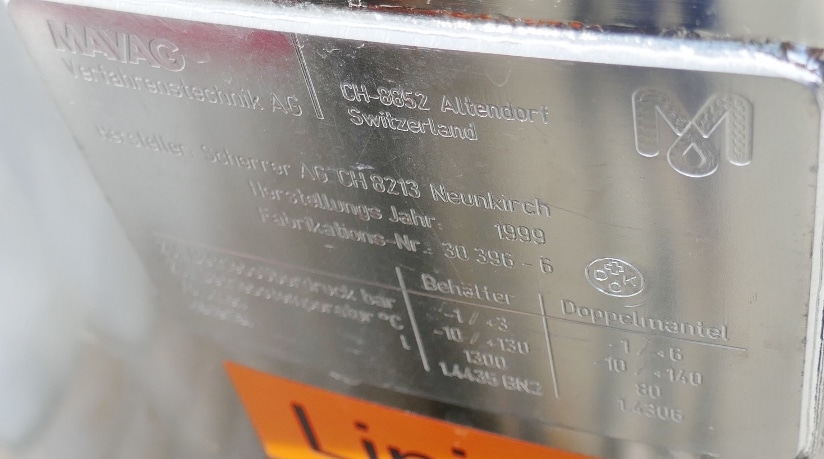 MAVAG
Verfahrenstechnik AG
CH-8852 Altendorf
Switzerland
Hersteller: Scherrer AG CH 8213 Neunkirch
Herstellungs Jahr: 1999
Fabrikations-Nr.: 30 396 - 6
Behälter Doppelmantel
bar -1 / +3 -1 / +6
°C -10 / +130 -10 / +140
l 1300 80
1.4435 BN2 1.4306